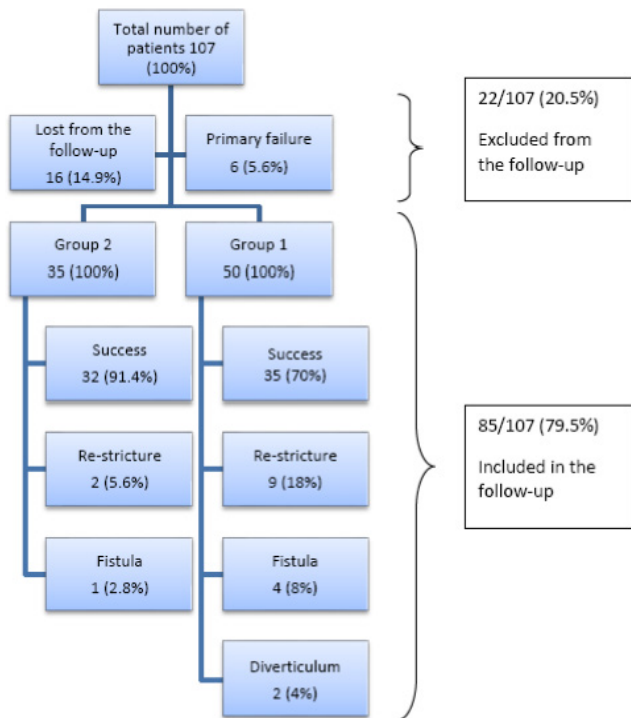 Total number of
patients 107
(100%)
Lost from the
follow-up
16 (14.9%)
Primary failure
6 (5.6%)
22/107 (20.5%)
Excluded from
the follow-up
Group 2
35 (100%)
Group 1
50 (100%)
Success
32 (91.4%)
Success
35 (70%)
Re-stricture
2 (5.6%)
Re-stricture
9 (18%)
Fistula
1 (2.8%)
Fistula
4 (8%)
Diverticulum
2 (4%)
85/107 (79.5%)
Included in the
follow-up